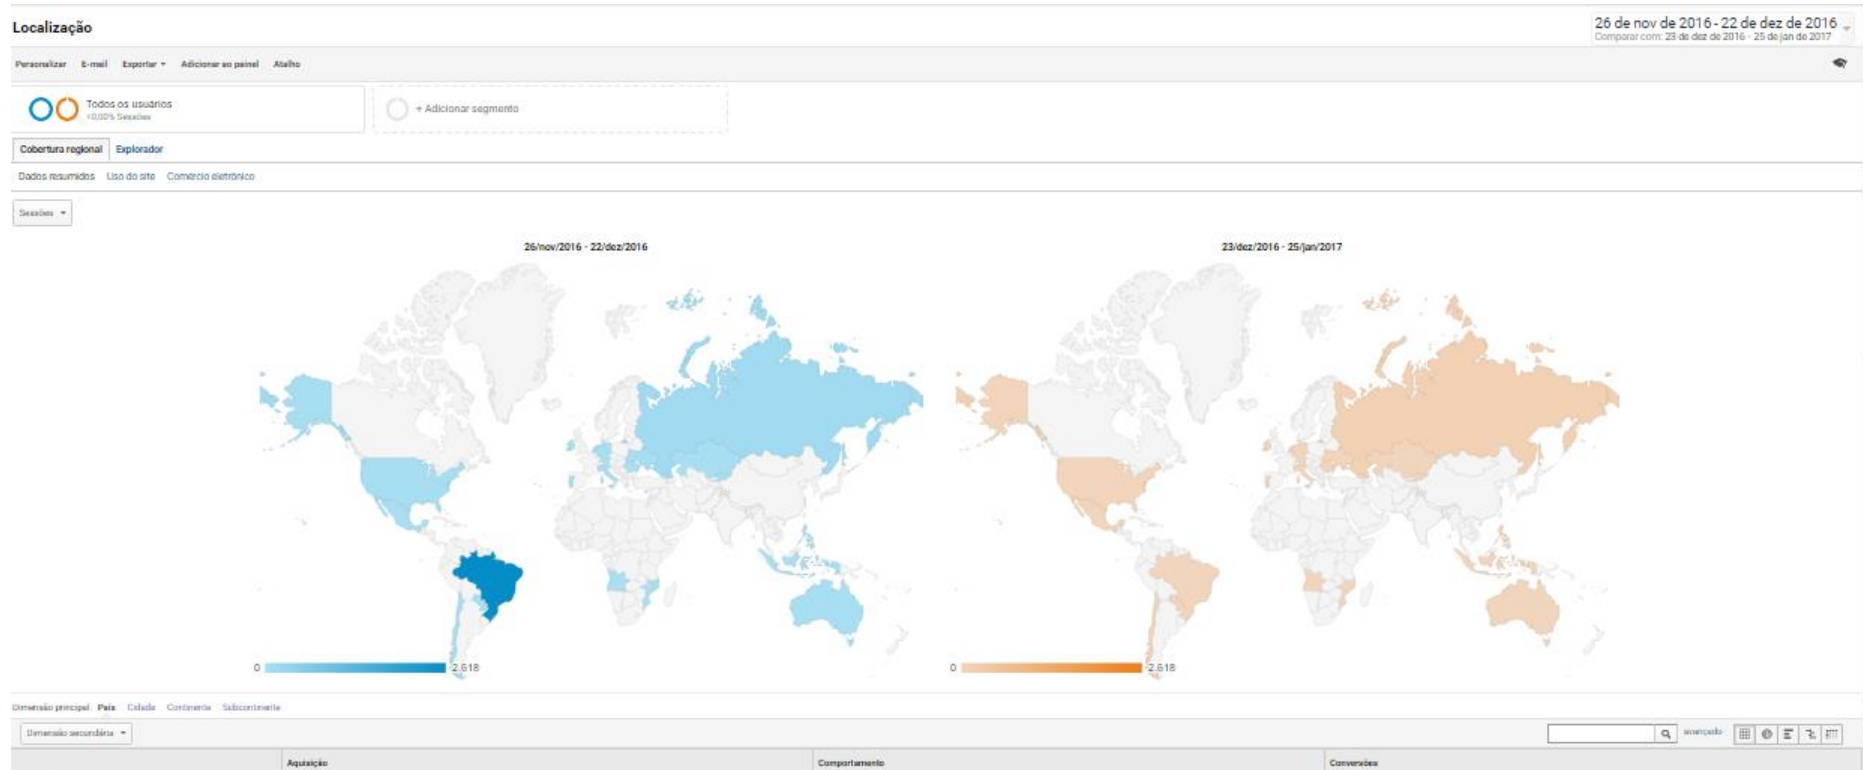 Localização
26 de nov de 2016 - 22 de dez de 2016
Comparar com: 23 de dez de 2016 - 25 de jan de 2017
Personalizar E-mail Exportar Adicionar ao painel Atalho
Todos os usuários
+0,00% Sessões
+ Adicionar segmento
Cobertura regional Explorador
Dados resumidos Uso do site Comércio eletrônico
Sessões
26/nov/2016 - 22/dez/2016
23/dez/2016 - 25/jan/2017
0 2.618
0 2.618
Dimensão principal: País Cidade Continente Subcontinente
Dimensão secundária
avançado
Aquisição Comportamento Conversões